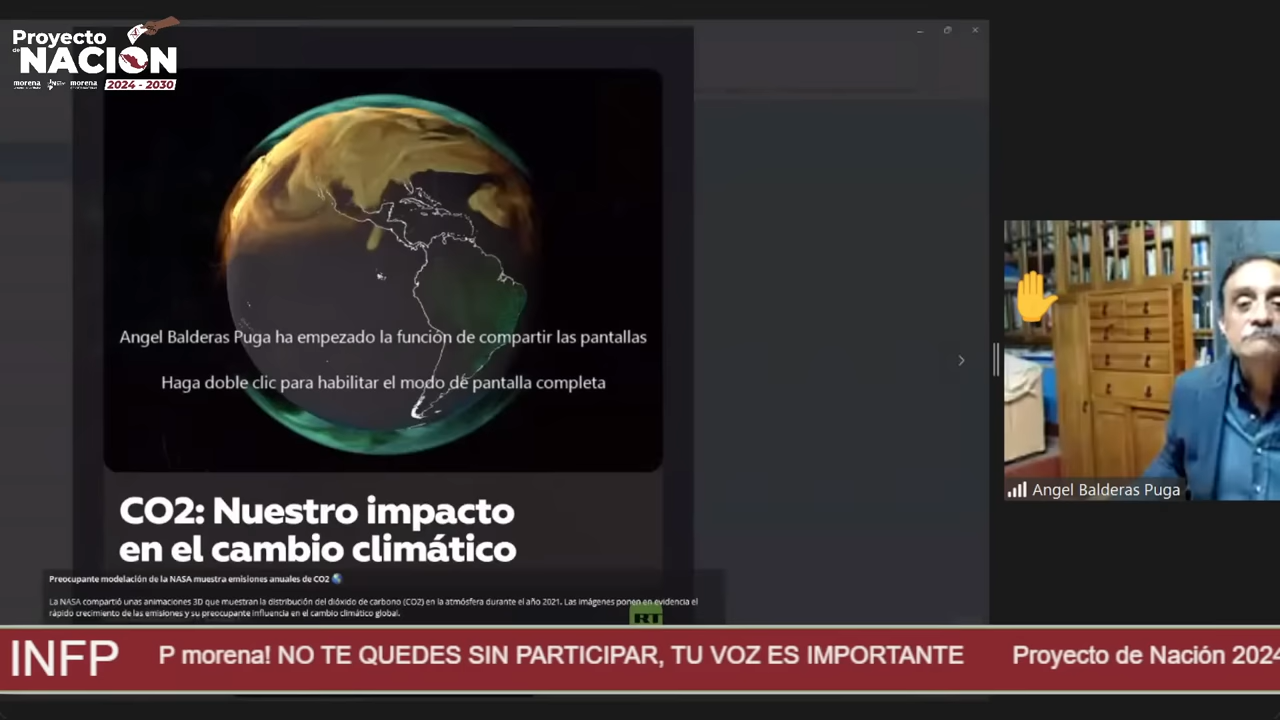 Proyecto
de
NACIÓN
morena
morena
2024 - 2030
Angel Balderas Puga ha empezado la función de compartir las pantallas
Haga doble clic para habilitar el modo de pantalla completa
CO2: Nuestro impacto
en el cambio climático
Preocupante modelación de la NASA muestra emisiones anuales de CO2
La NASA compartió unas animaciones 3D que muestran la distribución del dióxido de carbono (CO2) en la atmósfera durante el año 2021. Las imágenes ponen en evidencia el
rápido crecimiento de las emisiones y su preocupante influencia en el cambio climático global.
RT
Angel Balderas Puga
INFP
P morena! NO TE QUEDES SIN PARTICIPAR, TU VOZ ES IMPORTANTE
Proyecto de Nación 2024